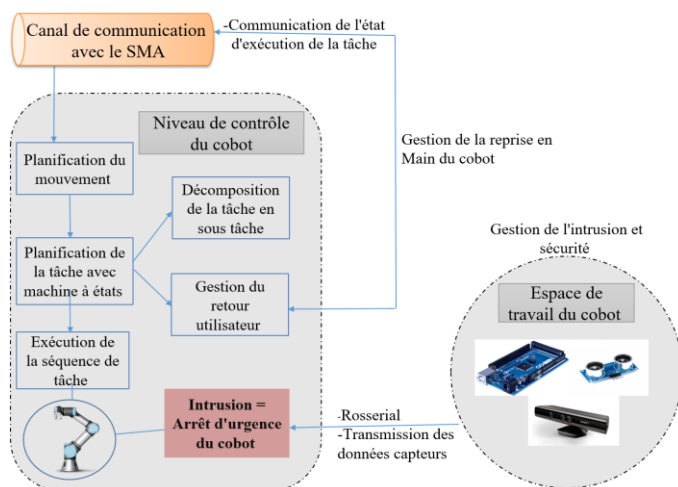 Canal de communication
avec le SMA
-Communication de l'état
d'exécution de la tâche
Niveau de contrôle
du cobot
Gestion de la reprise en
Main du cobot
Planification du
mouvement
Décomposition
de la tâche en
sous tâche
Planification de
la tâche avec
machine à états
Gestion du
retour
utilisateur
Gestion de l'intrusion et
sécurité
Espace de
travail du cobot
Exécution de
la séquence de
tâche
Intrusion =
Arrêt d'urgence
du cobot
-Rosserial
-Transmission des
données capteurs